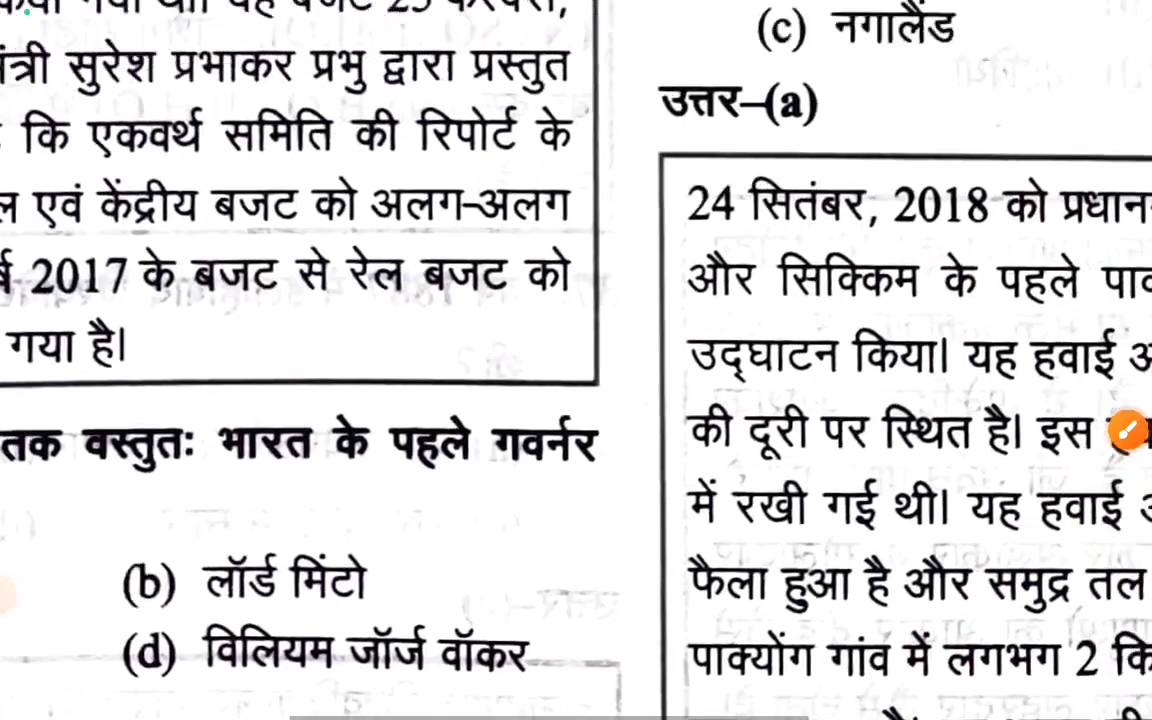 मंत्री सुरेश प्रभाकर प्रभु द्वारा प्रस्तुत
कि एकवर्थ समिति की रिपोर्ट के
एवं केंद्रीय बजट को अलग-अलग
2017 के बजट से रेल बजट को
गया है।
तक वस्तुतः भारत के पहले गवर्नर
(b) लॉर्ड मिंटो
(d) विलियम जॉर्ज वॉकर
(c) नगालैंड
उत्तर–(a)
24 सितंबर, 2018 को प्रधान
और सिक्किम के पहले
उद्घाटन किया। यह हवाई
की दूरी पर स्थित है। इस
में रखी गई थी। यह हवाई
फैला हुआ है और समुद्र तल
पाक्योंग गांव में लगभग 2 कि